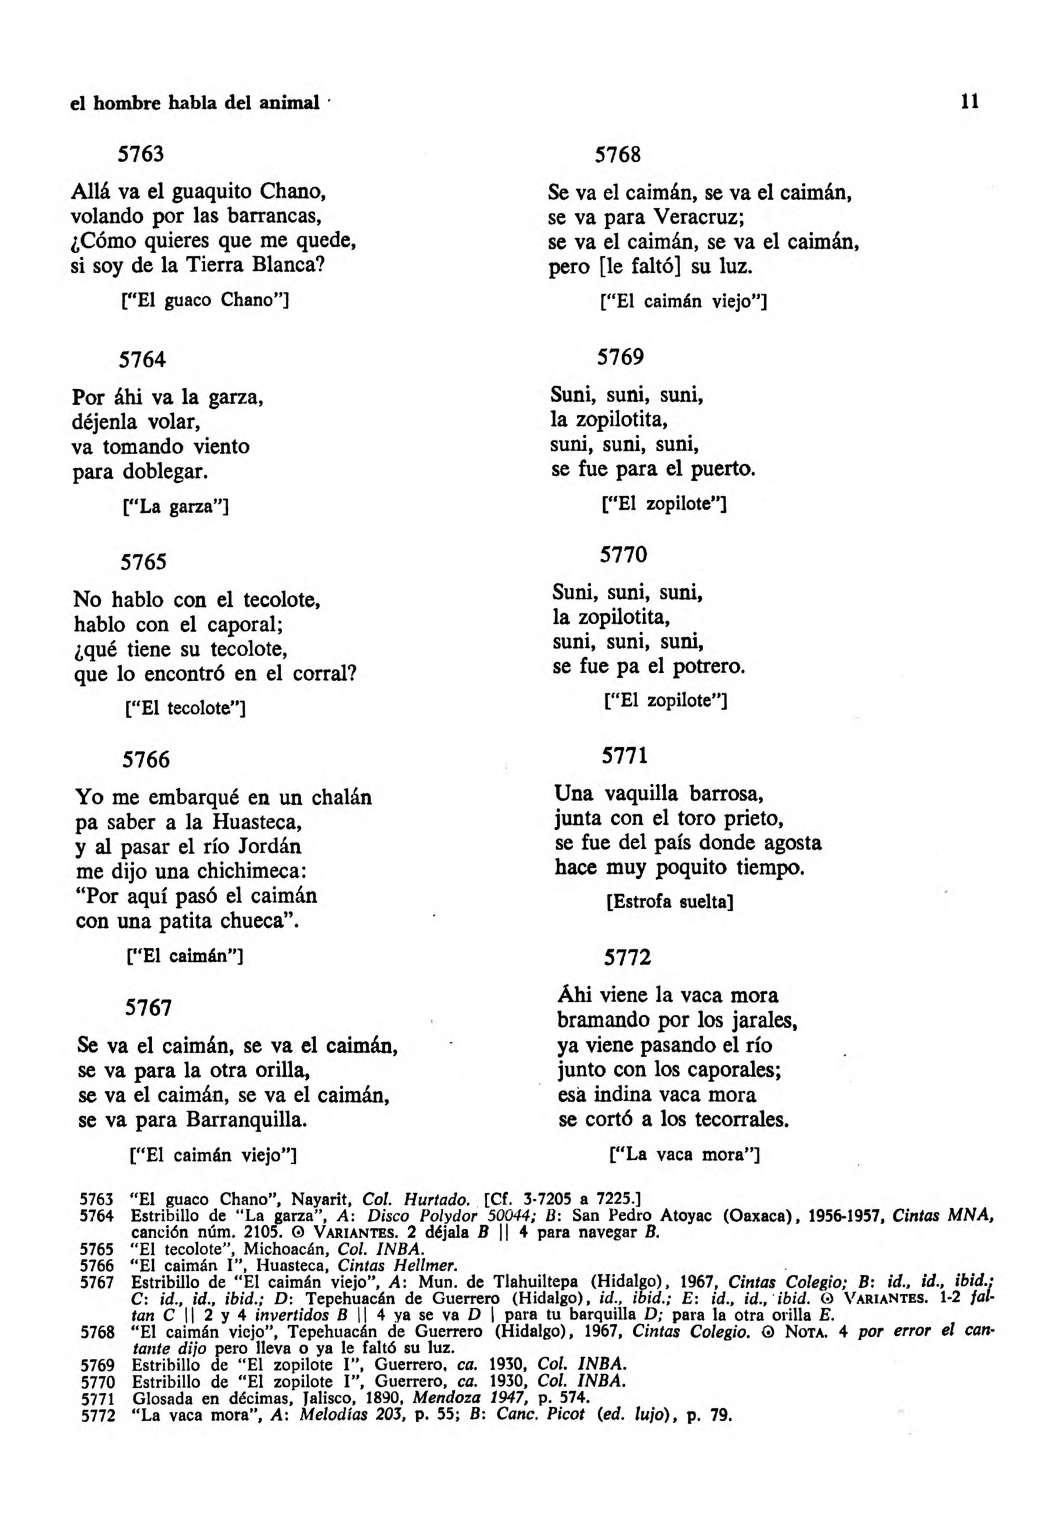 el hombre habla del animal
11
5763
Allá va el guaquito Chano,
volando por las barrancas,
¿Cómo quieres que me quede,
si soy de la Tierra Blanca?
["El guaco Chano"]
5764
Por áhi va la garza,
déjenla volar,
va tomando viento
para doblegar.
["La garza"]
5765
No hablo con el tecolote,
hablo con el caporal;
¿qué tiene su tecolote,
que lo encontró en el corral?
["El tecolote"]
5766
Yo me embarqué en un chalán
pa saber a la Huasteca,
y al pasar el río Jordán
me dijo una chichimeca:
“Por aquí pasó el caimán
con una patita chueca”.
["El caimán"]
5767
Se va el caimán, se va el caimán,
se va para la otra orilla,
se va el caimán, se va el caimán,
se va para Barranquilla.
["El caimán viejo"]
5768
Se va el caimán, se va el caimán,
se va para Veracruz;
se va el caimán, se va el caimán,
pero [le faltó] su luz.
["El caimán viejo"]
5769
Suni, suni, suni,
la zopilotita,
suni, suni, suni,
se fue para el puerto.
["El zopilote"]
5770
Suni, suni, suni,
la zopilotita,
suni, suni, suni,
se fue pa el potrero.
["El zopilote"]
5771
Una vaquilla barrosa,
junta con el toro prieto,
se fue del país donde agosta
hace muy poquito tiempo.
[Estrofa suelta]
5772
Áhi viene la vaca mora
bramando por los jarales,
ya viene pasando el río
junto con los caporales;
esa indina vaca mora
se cortó a los tecorrales.
["La vaca mora"]
5763 "El guaco Chano", Nayarit, Col. Hurtado. [Cf. 3-7205 a 7225.]
5764 Estribillo de "La garza", A: Disco Polydor 50044; B: San Pedro Atoyac (Oaxaca), 1956-1957, Cintas MNA,
canción núm. 2105. ⊙ VARIANTES. 2 déjala B || 4 para navegar B.
5765 "El tecolote", Michoacán, Col. INBA.
5766 "El caimán I", Huasteca, Cintas Hellmer.
5767 Estribillo de "El caimán viejo", A: Mun. de Tlahuiltepa (Hidalgo), 1967, Cintas Colegio; B: id., id., ibid.;
C: id., id., ibid.; D: Tepehuacán de Guerrero (Hidalgo), id., ibid.; E: id., id., ibid. ⊙ VARIANTES. 1-2 fal-
tan C || 2 y 4 invertidos B || 4 ya se va D | para tu barquilla D; para la otra orilla E.
5768 "El caimán viejo", Tepehuacán de Guerrero (Hidalgo), 1967, Cintas Colegio. ⊙ NOTA. 4 por error el can-
tante dijo pero lleva o ya le faltó su luz.
5769 Estribillo de "El zopilote I", Guerrero, ca. 1930, Col. INBA.
5770 Estribillo de "El zopilote I", Guerrero, ca. 1930, Col. INBA.
5771 Glosada en décimas, Jalisco, 1890, Mendoza 1947, p. 574.
5772 "La vaca mora", A: Melodías 203, p. 55; B: Canc. Picot (ed. lujo), p. 79.